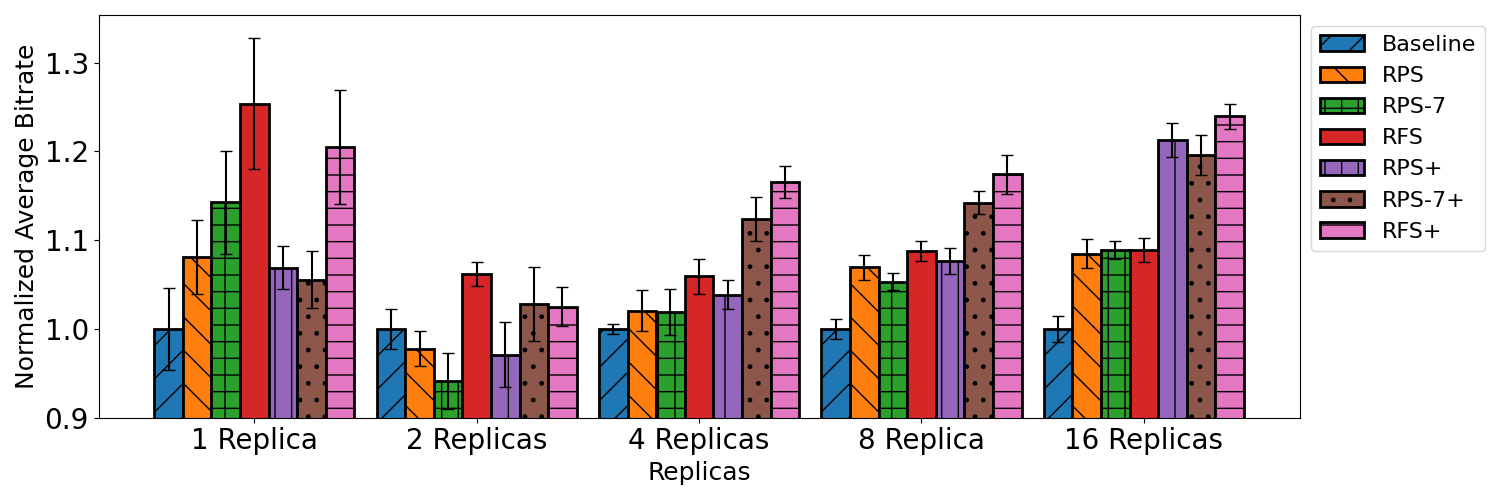 Normalized Average Bitrate
1.3
1.2
1.1
1.0
0.9
1 Replica
2 Replicas
4 Replicas
8 Replica
16 Replicas
Replicas
Baseline
RPS
RPS-7
RFS
RPS+
RPS-7+
RFS+